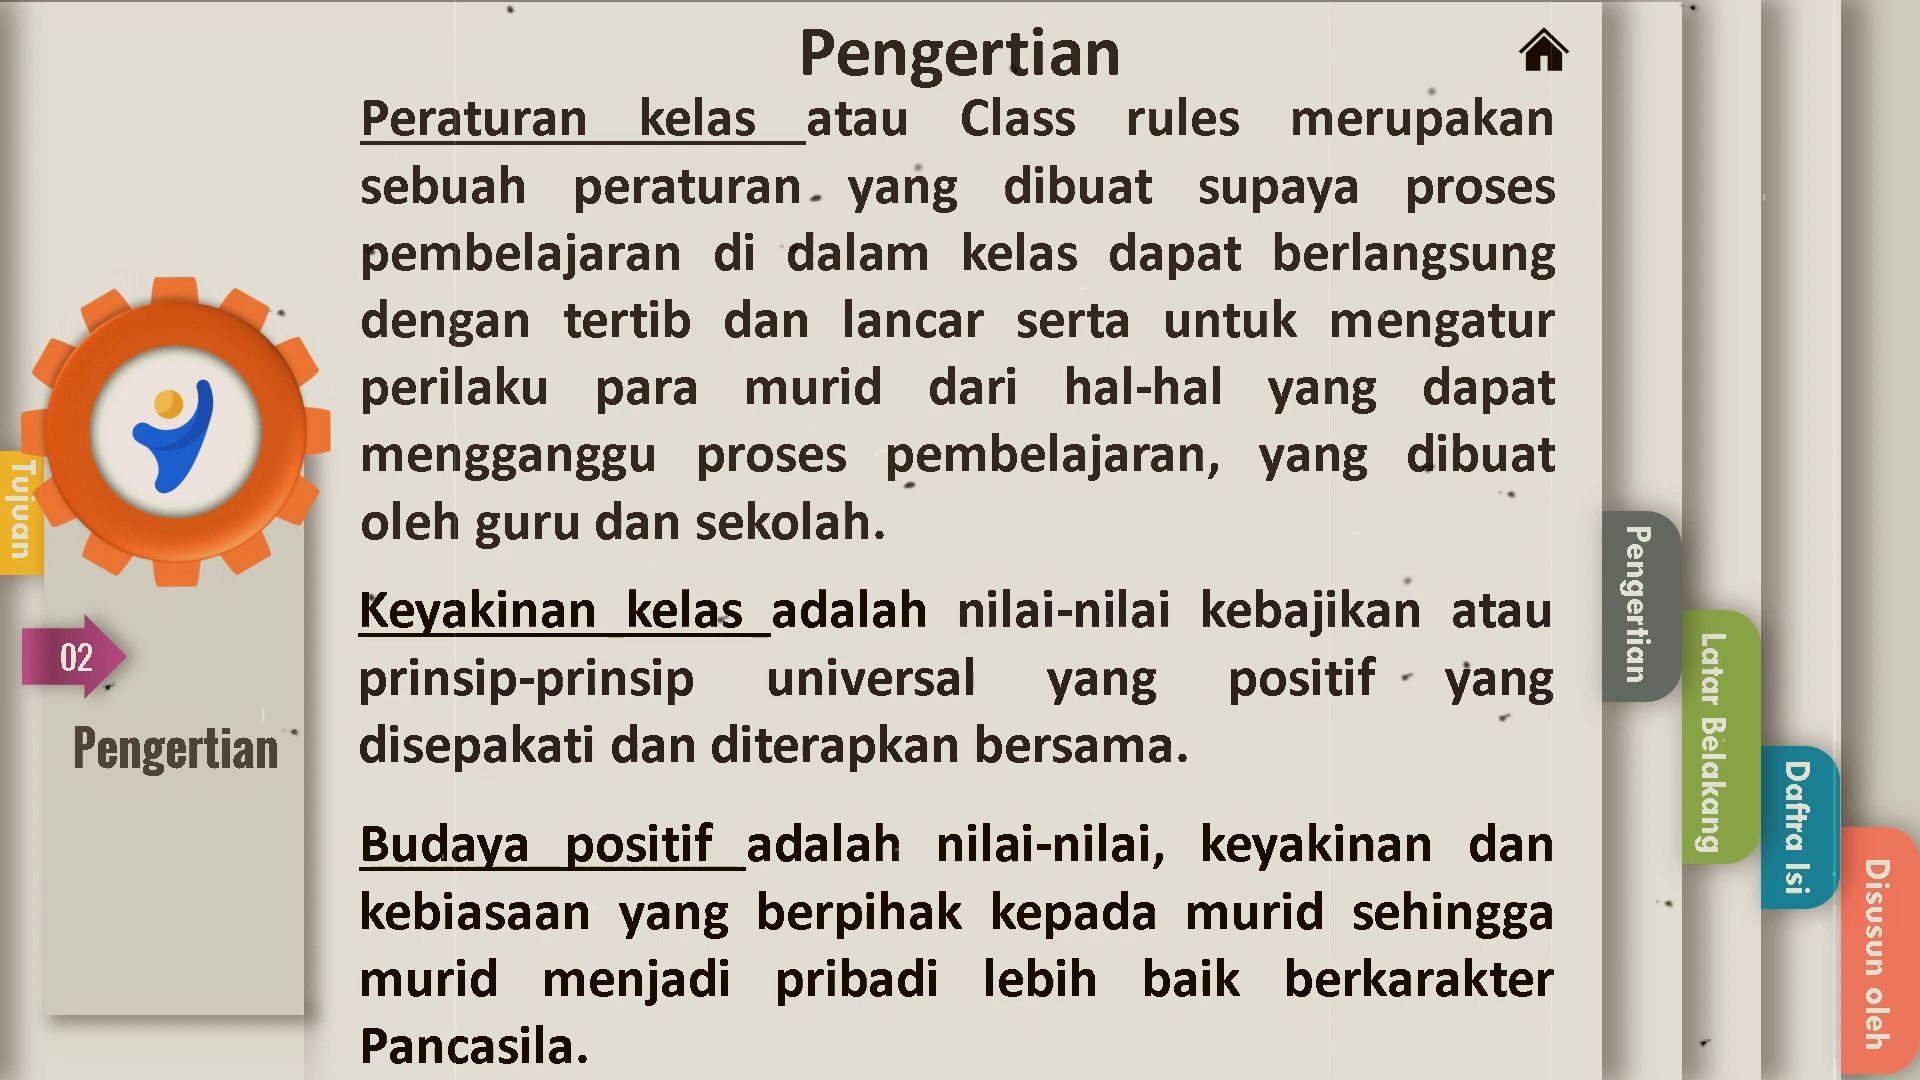 Pengertian
Peraturan kelas atau Class rules merupakan
sebuah peraturan yang dibuat supaya proses
pembelajaran di dalam kelas dapat berlangsung
dengan tertib dan lancar serta untuk mengatur
perilaku para murid dari hal-hal yang dapat
mengganggu proses pembelajaran, yang dibuat
oleh guru dan sekolah.
Keyakinan kelas adalah nilai-nilai kebajikan atau
prinsip-prinsip universal yang positif yang
disepakati dan diterapkan bersama.
Budaya positif adalah nilai-nilai, keyakinan dan
kebiasaan yang berpihak kepada murid sehingga
murid menjadi pribadi lebih baik berkarakter
Pancasila.
Tujuan
02
Pengertian
Pengertian
Latar Belakang
Daftra Isi
Disusun oleh